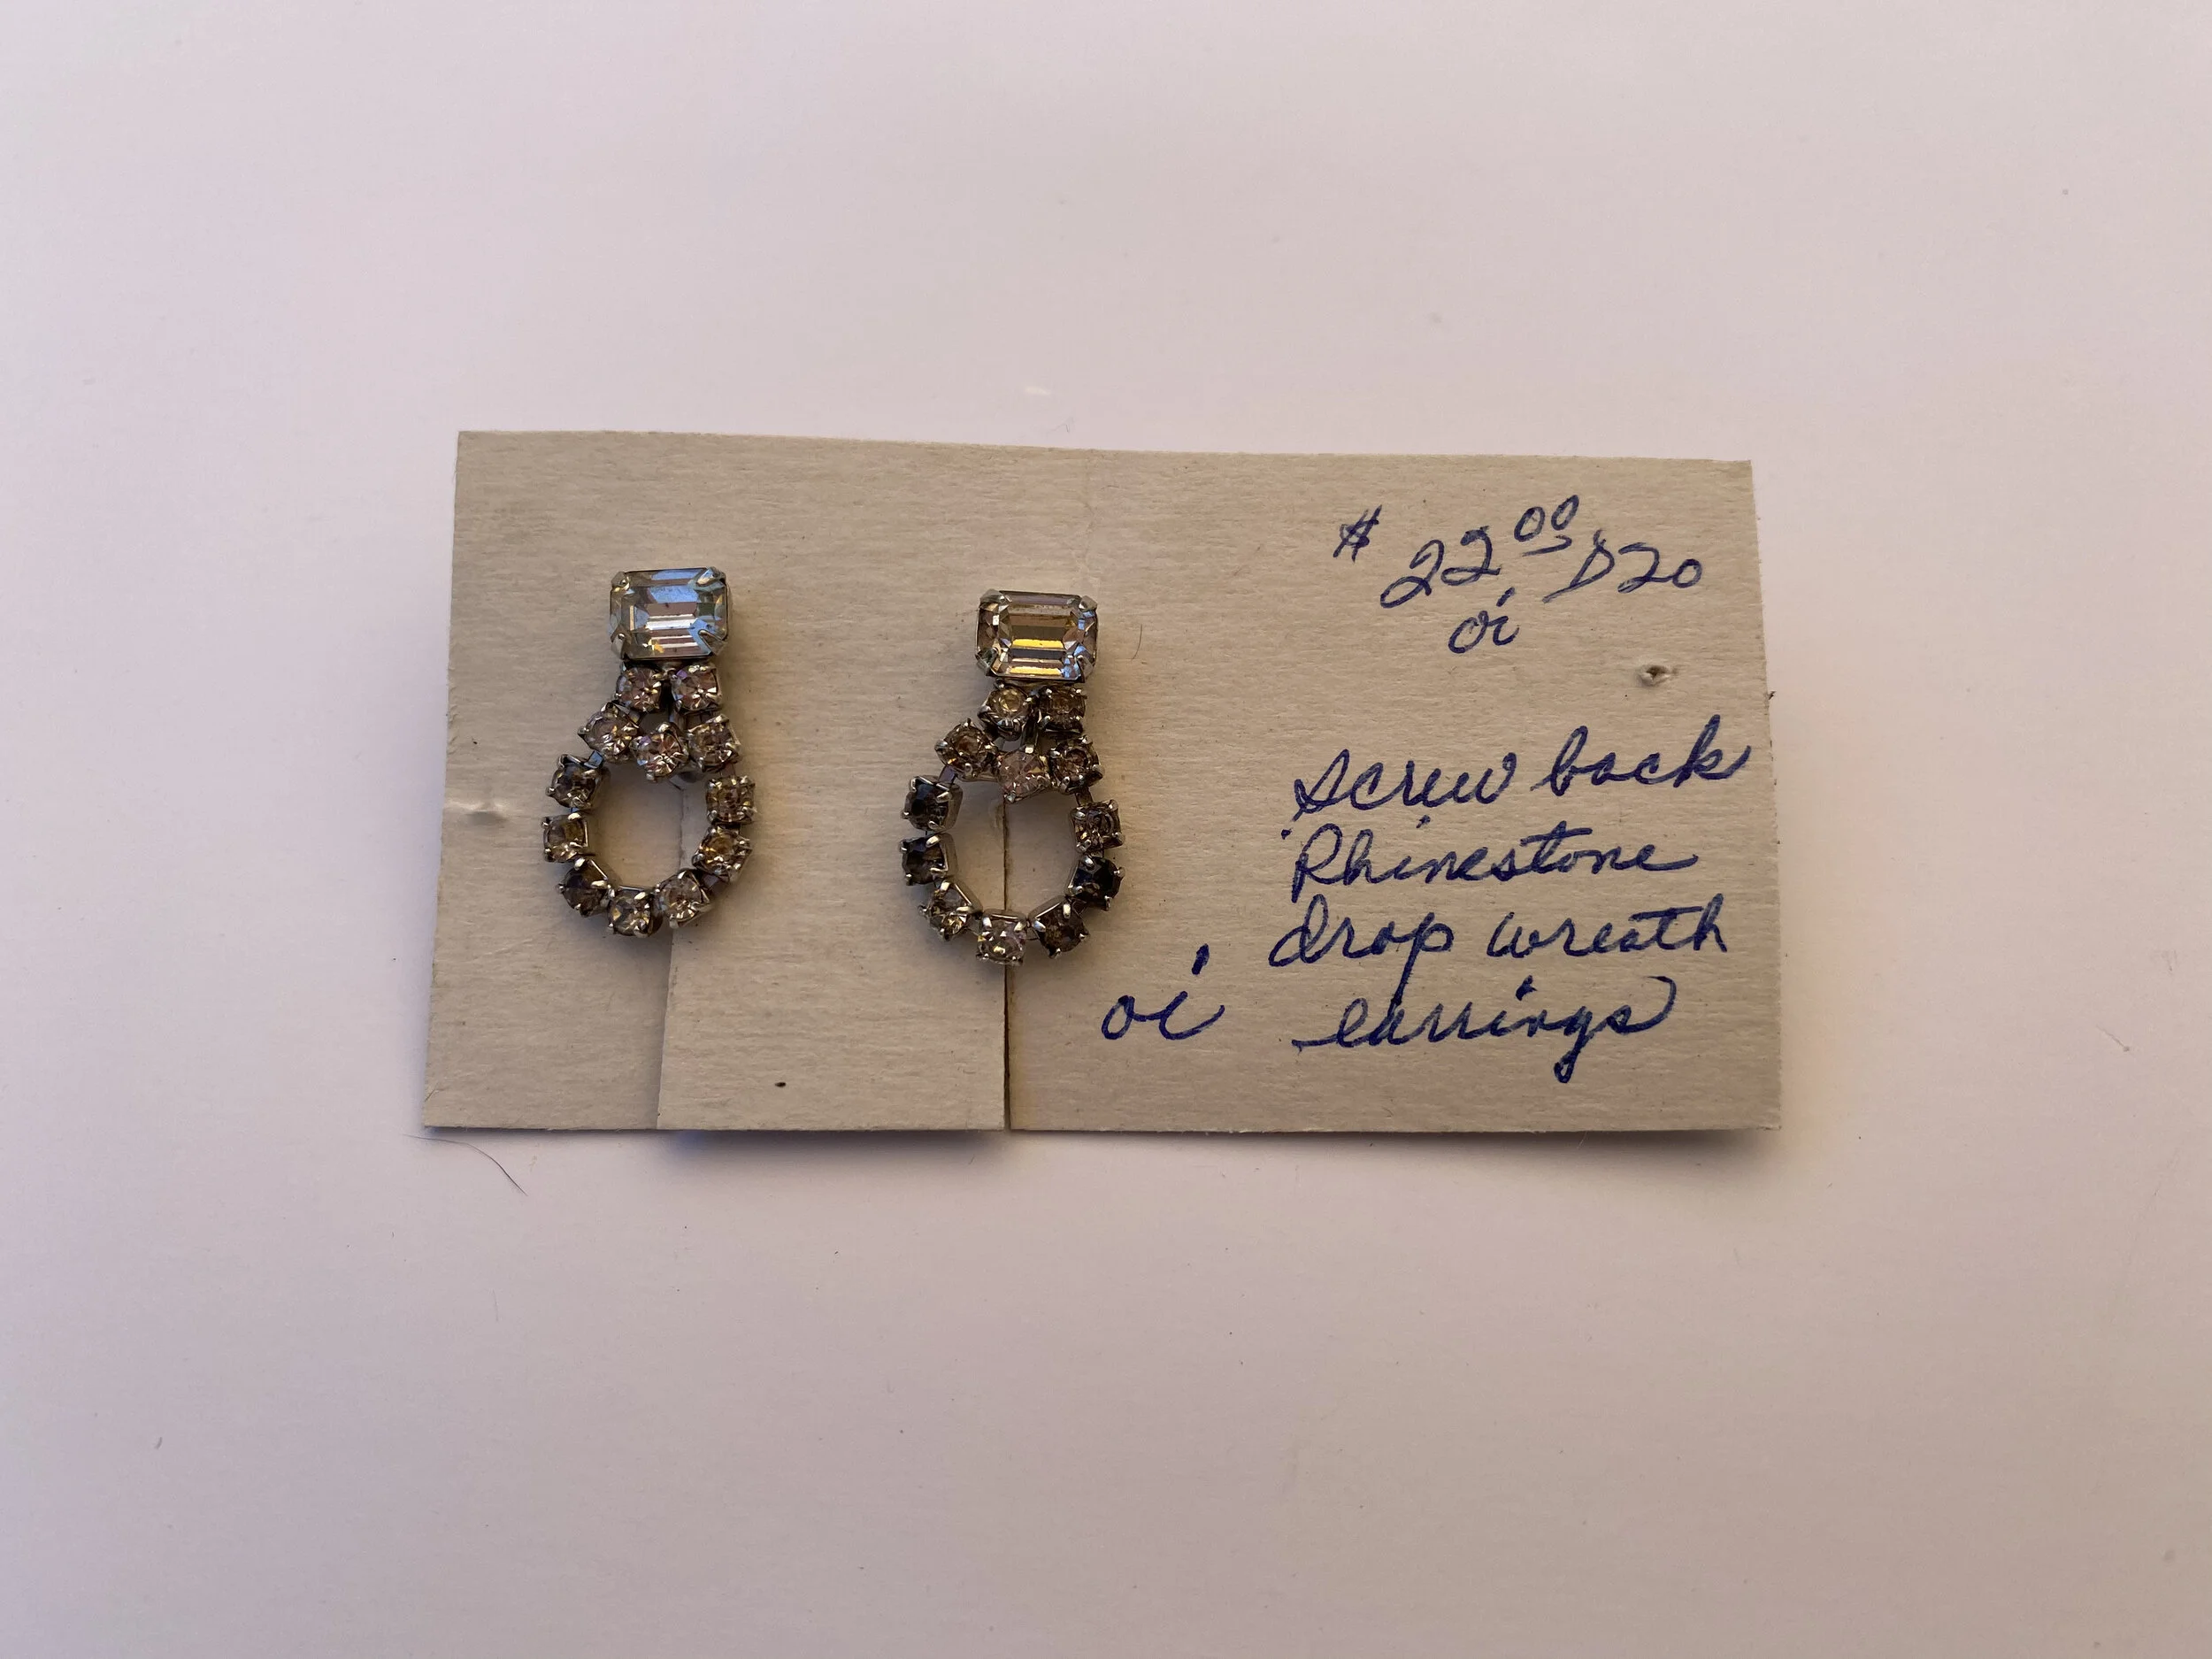 $ 22.00 D20
oi
screw back
Rhinestone
drop wreath
oi earrings